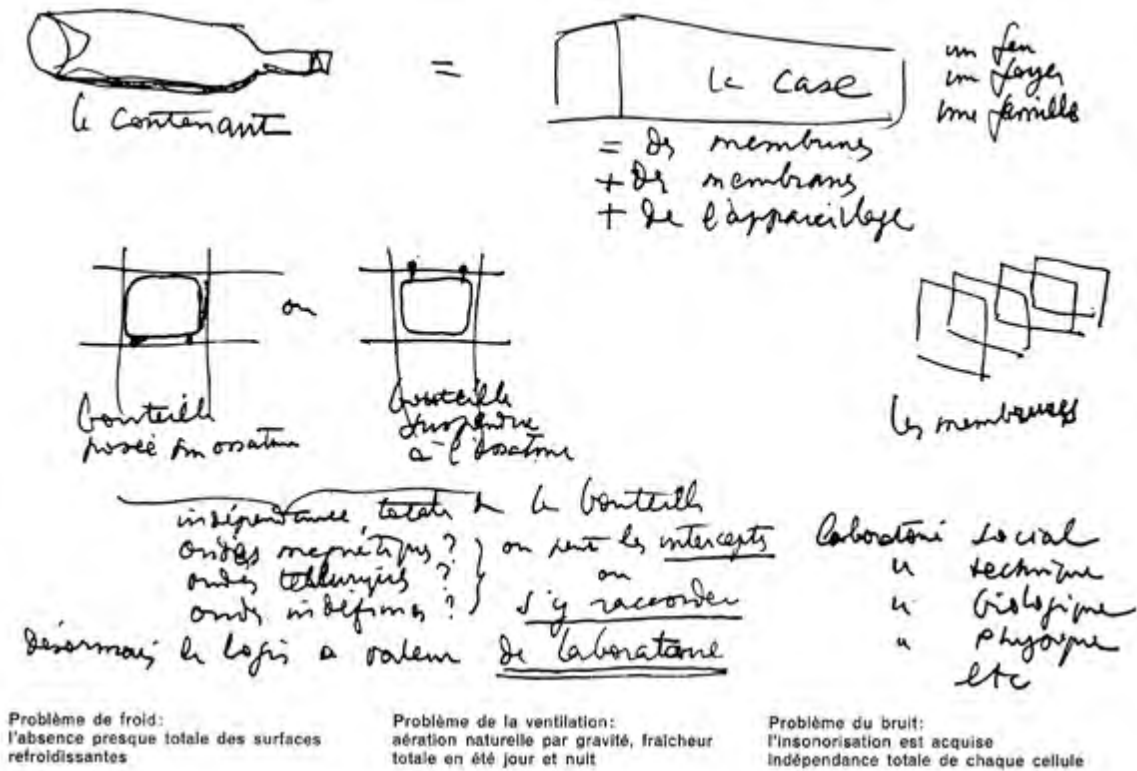 le contenant
=
la case
un feu
un foyer
une famille
= des membrures
+ des membranes
+ de l'appareillage
bouteille
posée sur ossature
ou
bouteille
suspendue
à l'ossature
les membranes
indépendance totale de la bouteille
ondes magnétiques ? } on peut les intercepter
ondes telluriques ? ou
ondes indéfinies ? s'y raccorder
désormais le logis a valeur de laboratoire
laboratoire social
" technique
" biologique
" physique
etc
Problème de froid:
l'absence presque totale des surfaces
refroidissantes
Problème de la ventilation:
aération naturelle par gravité, fraîcheur
totale en été jour et nuit
Problème du bruit:
l'insonorisation est acquise
Indépendance totale de chaque cellule